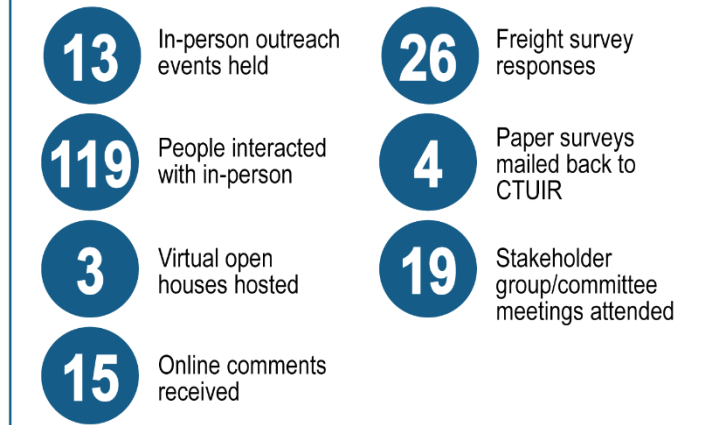 13
In-person outreach
events held
119
People interacted
with in-person
3
Virtual open
houses hosted
15
Online comments
received
26
Freight survey
responses
4
Paper surveys
mailed back to
CTUIR
19
Stakeholder
group/committee
meetings attended